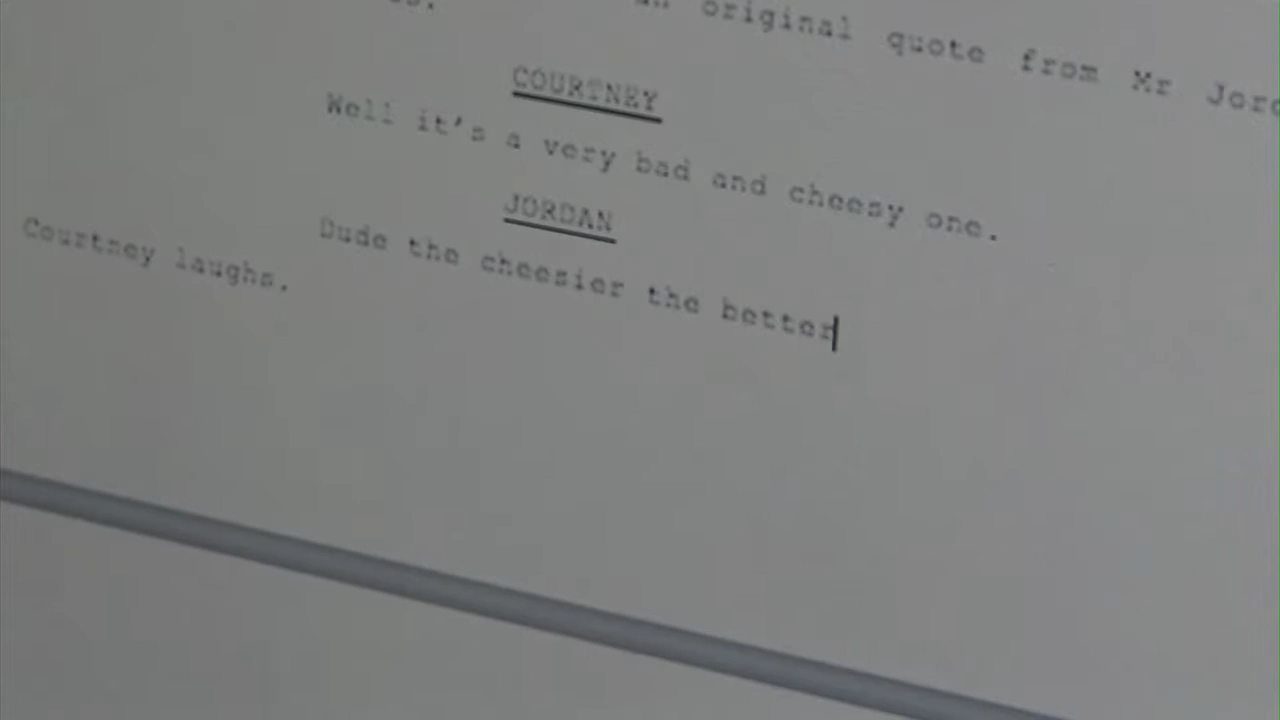 original quote from Mr
COURTNEY
Well it's a very bad and cheesy one.
JORDAN
Dude the cheesier the better
Courtney laughs.